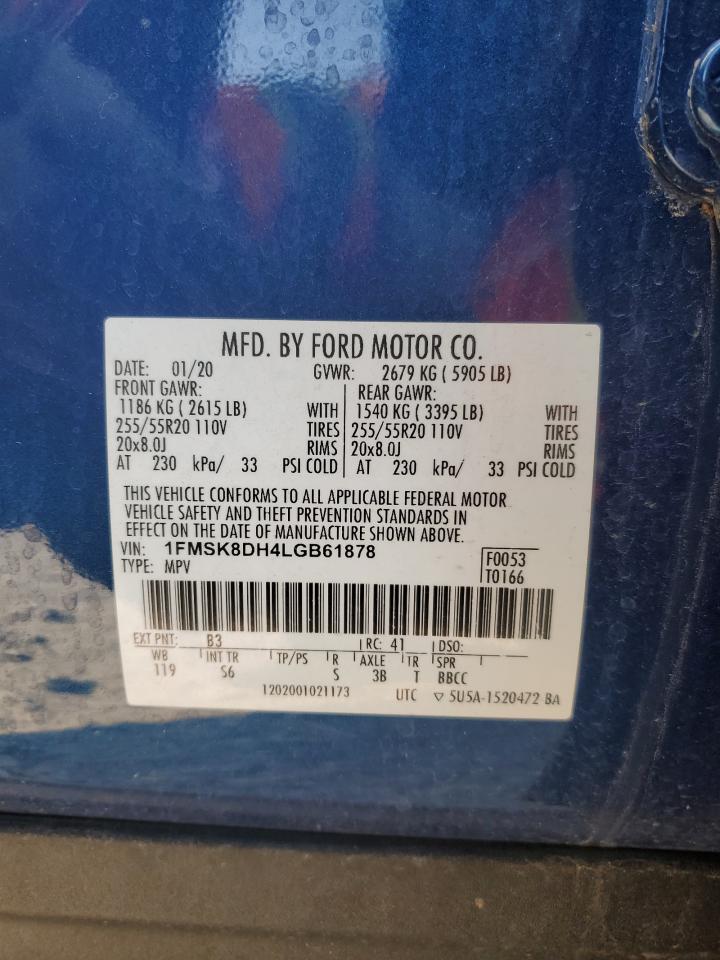 MFD. BY FORD MOTOR CO.
DATE: 01/20 GVWR: 2679 KG ( 5905 LB)
FRONT GAWR: REAR GAWR:
1186 KG ( 2615 LB) WITH 1540 KG ( 3395 LB) WITH
255/55R20 110V TIRES 255/55R20 110V TIRES
20x8.0J RIMS 20x8.0J RIMS
AT 230 kPa/ 33 PSI COLD AT 230 kPa/ 33 PSI COLD
THIS VEHICLE CONFORMS TO ALL APPLICABLE FEDERAL MOTOR
VEHICLE SAFETY AND THEFT PREVENTION STANDARDS IN
EFFECT ON THE DATE OF MANUFACTURE SHOWN ABOVE.
VIN: 1FMSK8DH4LGB61878 F0053
TYPE: MPV T0166
EXT PNT: B3 RC: 41 DSO:
WB INT TR TP/PS R AXLE TR SPR
119 S6 S 3B T BBCC
1202001021173 UTC ▽ 5U5A-1520472 BA